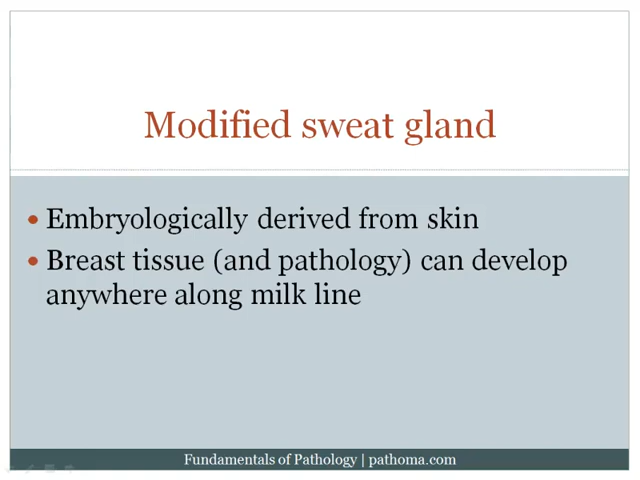 Modified sweat gland
• Embryologically derived from skin
• Breast tissue (and pathology) can develop
anywhere along milk line
Fundamentals of Pathology | pathoma.com